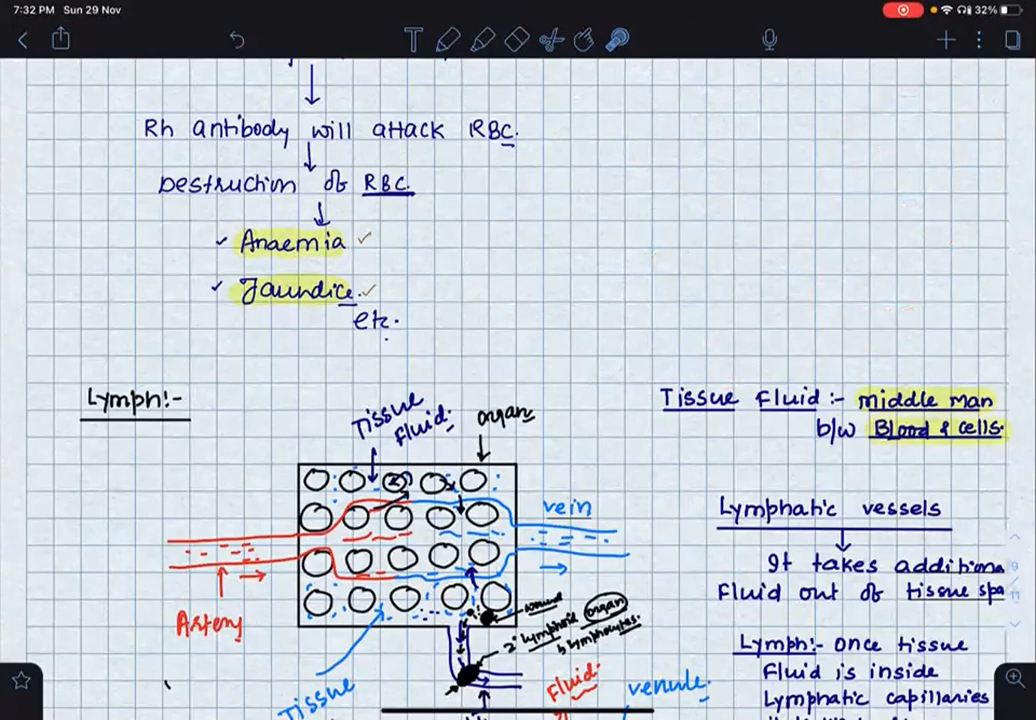 7:32 PM Sun 29 Nov
32%
T
Rh antibody will attack RBC.
Destruction of RBC.
Anaemia
Jaundice.
etc.
Lymph:-
Tissue
Fluid.
organ
Tissue Fluid :- middle man
b/w Blood & cells.
vein
Lymphatic vessels
It takes additiona
Fluid out of tissue spa
Artery
wound
2° lymphoid organ
lymphocytes.
Lymph:- once tissue
Fluid is inside
Lymphatic capillaries
Tissue
Fluid.
venule.